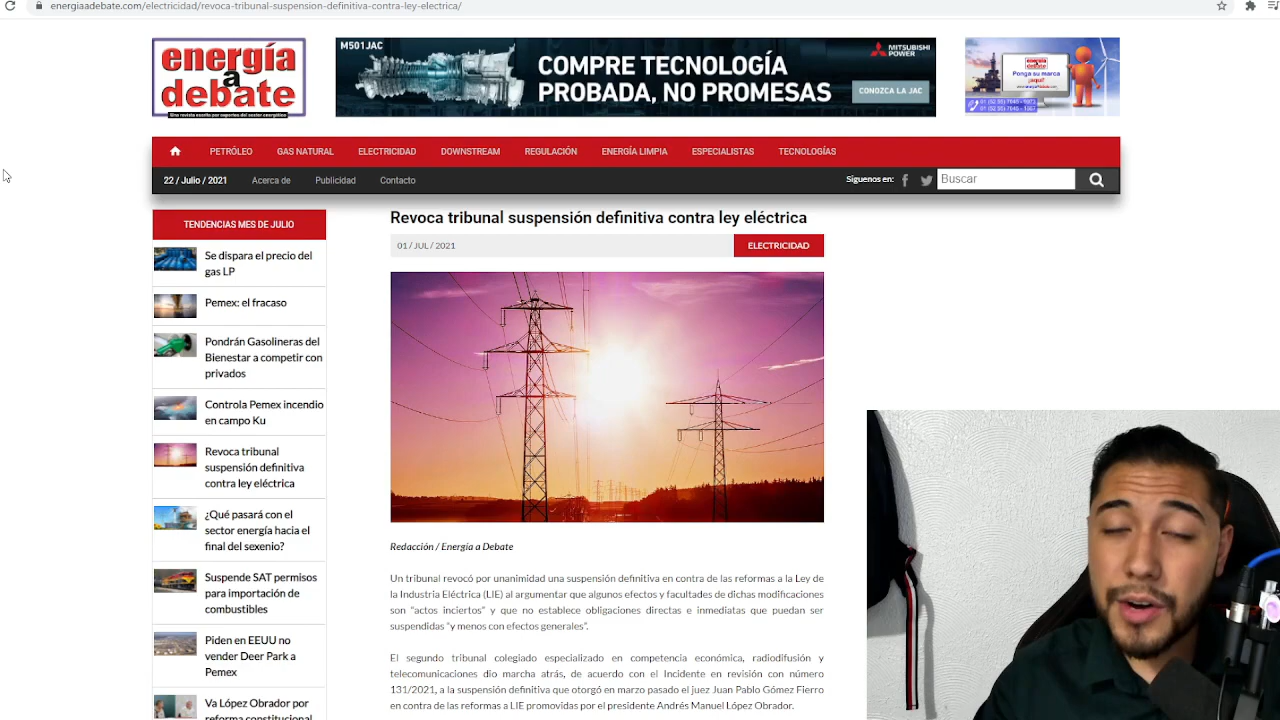 energiaadebate.com/electricidad/revoca-tribunal-suspension-definitiva-contra-ley-electrica/
energía
a
debate
Una revista escrita por expertos del sector energético
M501JAC
COMPRE TECNOLOGÍA
PROBADA, NO PROMESAS
MITSUBISHI
POWER
CONOZCA LA JAC
Ponga su marca
¡aquí!
PETRÓLEO GAS NATURAL ELECTRICIDAD DOWNSTREAM REGULACIÓN ENERGÍA LIMPIA ESPECIALISTAS TECNOLOGÍAS
22 / Julio / 2021 Acerca de Publicidad Contacto Síguenos en: Buscar
TENDENCIAS MES DE JULIO
Se dispara el precio del
gas LP
Pemex: el fracaso
Pondrán Gasolineras del
Bienestar a competir con
privados
Controla Pemex incendio
en campo Ku
Revoca tribunal
suspensión definitiva
contra ley eléctrica
¿Qué pasará con el
sector energía hacia el
final del sexenio?
Suspende SAT permisos
para importación de
combustibles
Piden en EEUU no
vender Deer Park a
Pemex
Va López Obrador por
reforma constitucional
Revoca tribunal suspensión definitiva contra ley eléctrica
01 / JUL / 2021 ELECTRICIDAD
Redacción / Energía a Debate
Un tribunal revocó por unanimidad una suspensión definitiva en contra de las reformas a la Ley de
la Industria Eléctrica (LIE) al argumentar que algunos efectos y facultades de dichas modificaciones
son “actos inciertos” y que no establece obligaciones directas e inmediatas que puedan ser
suspendidas “y menos con efectos generales”.
El segundo tribunal colegiado especializado en competencia económica, radiodifusión y
telecomunicaciones dio marcha atrás, de acuerdo con el Incidente en revisión con número
131/2021, a la suspensión definitiva que otorgó en marzo pasado el juez Juan Pablo Gómez Fierro
en contra de las reformas a LIE promovidas por el presidente Andrés Manuel López Obrador.